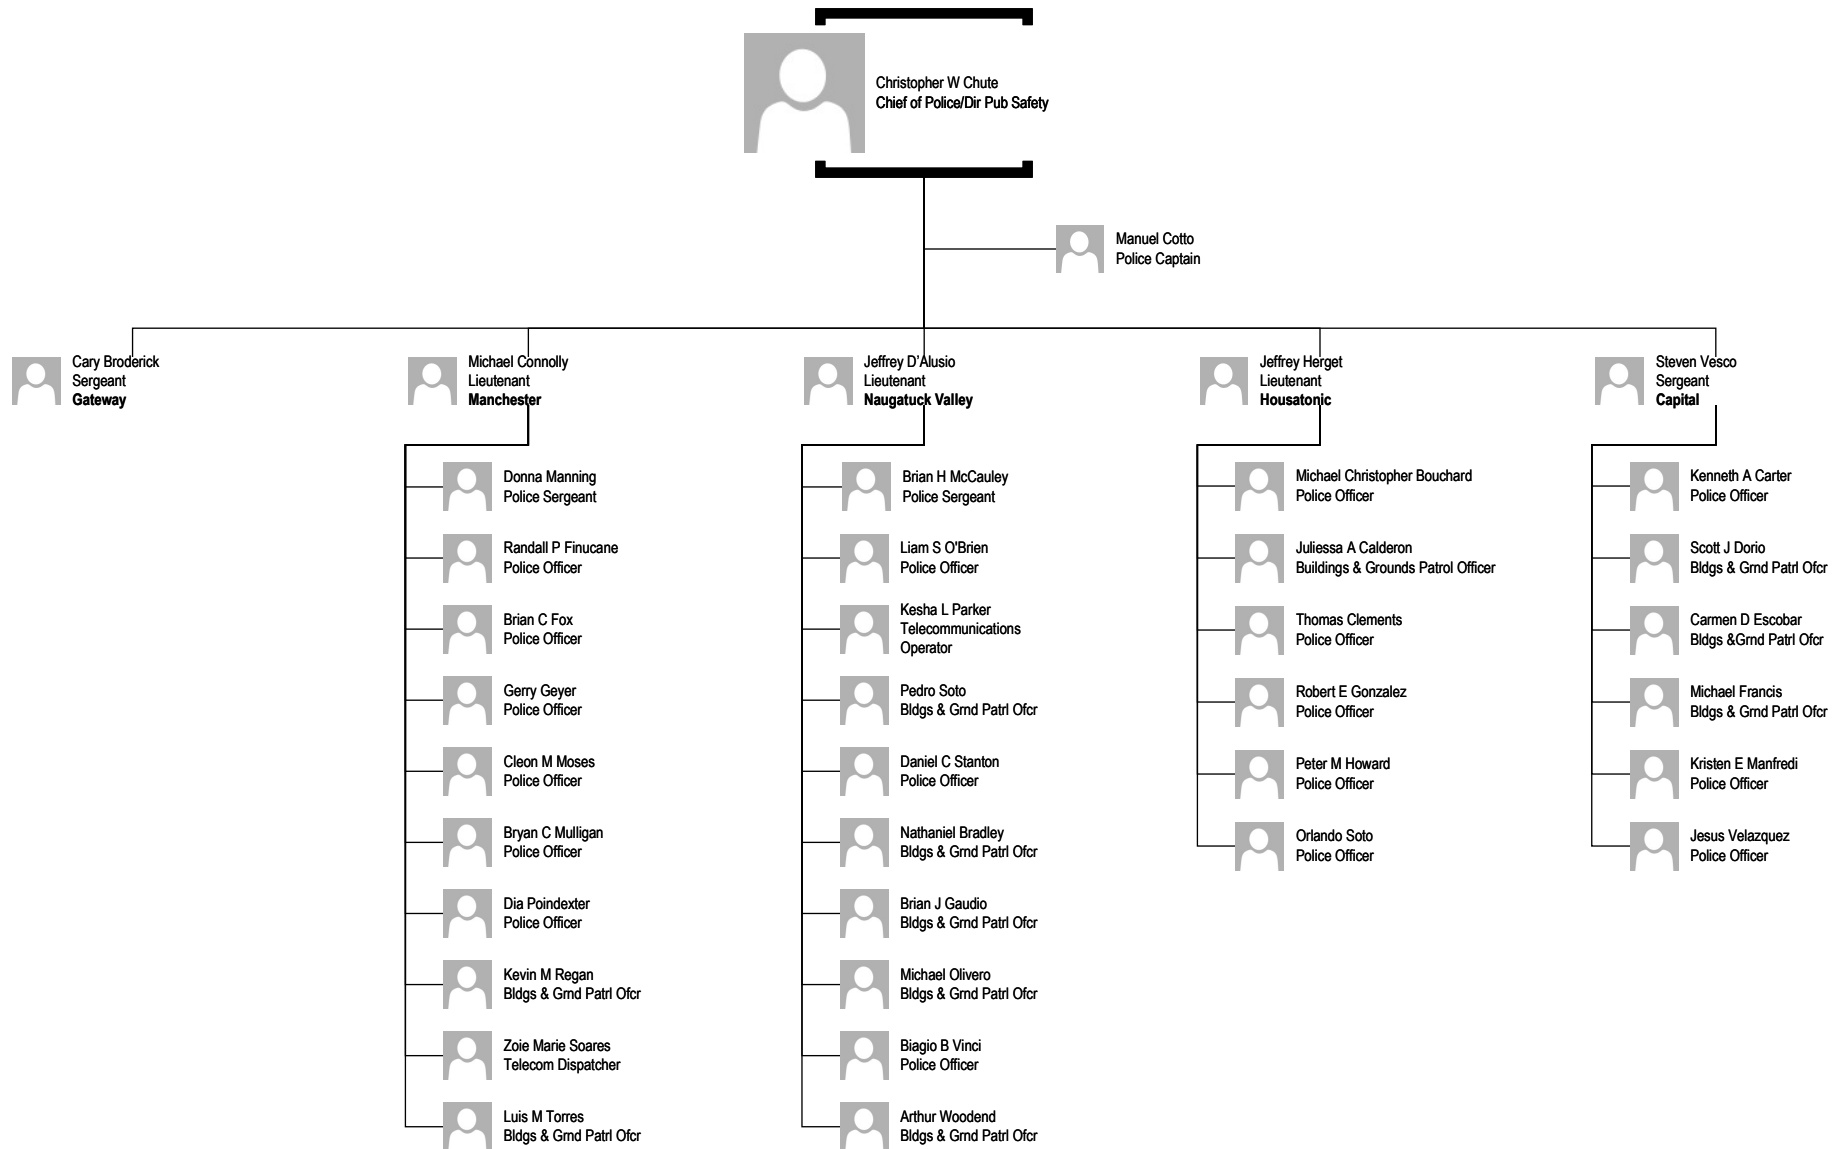 Christopher W Chute
Chief of Police/Dir Pub Safety
Manuel Cotto
Police Captain
Cary Broderick
Sergeant
Gateway
Michael Connolly
Lieutenant
Manchester
Donna Manning
Police Sergeant
Randall P Finucane
Police Officer
Brian C Fox
Police Officer
Gerry Geyer
Police Officer
Cleon M Moses
Police Officer
Bryan C Mulligan
Police Officer
Dia Poindexter
Police Officer
Kevin M Regan
Bldgs & Grnd Patrl Ofcr
Zoie Marie Soares
Telecom Dispatcher
Luis M Torres
Bldgs & Grnd Patrl Ofcr
Jeffrey D'Alusio
Lieutenant
Naugatuck Valley
Brian H McCauley
Police Sergeant
Liam S O'Brien
Police Officer
Kesha L Parker
Telecommunications
Operator
Pedro Soto
Bldgs & Grnd Patrl Ofcr
Daniel C Stanton
Police Officer
Nathaniel Bradley
Bldgs & Grnd Patrl Ofcr
Brian J Gaudio
Bldgs & Grnd Patrl Ofcr
Michael Olivero
Bldgs & Grnd Patrl Ofcr
Biagio B Vinci
Police Officer
Arthur Woodend
Bldgs & Grnd Patrl Ofcr
Jeffrey Herget
Lieutenant
Housatonic
Michael Christopher Bouchard
Police Officer
Juliessa A Calderon
Buildings & Grounds Patrol Officer
Thomas Clements
Police Officer
Robert E Gonzalez
Police Officer
Peter M Howard
Police Officer
Orlando Soto
Police Officer
Steven Vesco
Sergeant
Capital
Kenneth A Carter
Police Officer
Scott J Dorio
Bldgs & Grnd Patrl Ofcr
Carmen D Escobar
Bldgs &Grnd Patrl Ofcr
Michael Francis
Bldgs & Grnd Patrl Ofcr
Kristen E Manfredi
Police Officer
Jesus Velazquez
Police Officer